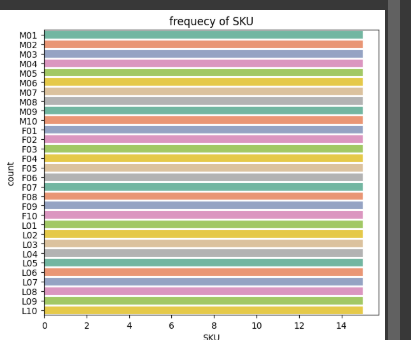 frequecy of SKU
M01
M02
M03
M04
M05
M06
M07
M08
M09
M10
F01
F02
F03
F04
F05
F06
F07
F08
F09
F10
L01
L02
L03
L04
L05
L06
L07
L08
L09
L10
count
0 2 4 6 8 10 12 14
SKU